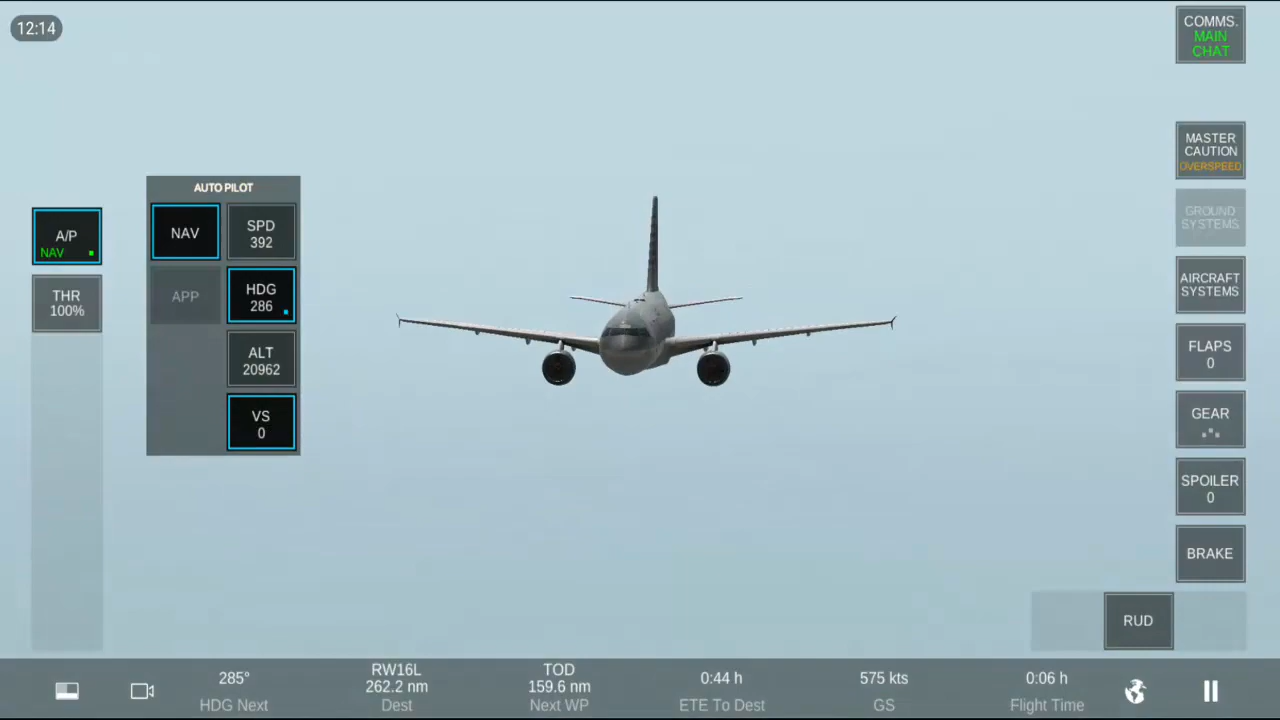 12:14
COMMS.
MAIN
CHAT
MASTER
CAUTION
OVERSPEED
AUTO PILOT
A/P
NAV
NAV
SPD
392
GROUND
SYSTEMS
THR
100%
APP
HDG
286
AIRCRAFT
SYSTEMS
ALT
20962
FLAPS
0
VS
0
GEAR
SPOILER
0
BRAKE
RUD
285°
HDG Next
RW16L
262.2 nm
Dest
TOD
159.6 nm
Next WP
0:44 h
ETE To Dest
575 kts
GS
0:06 h
Flight Time